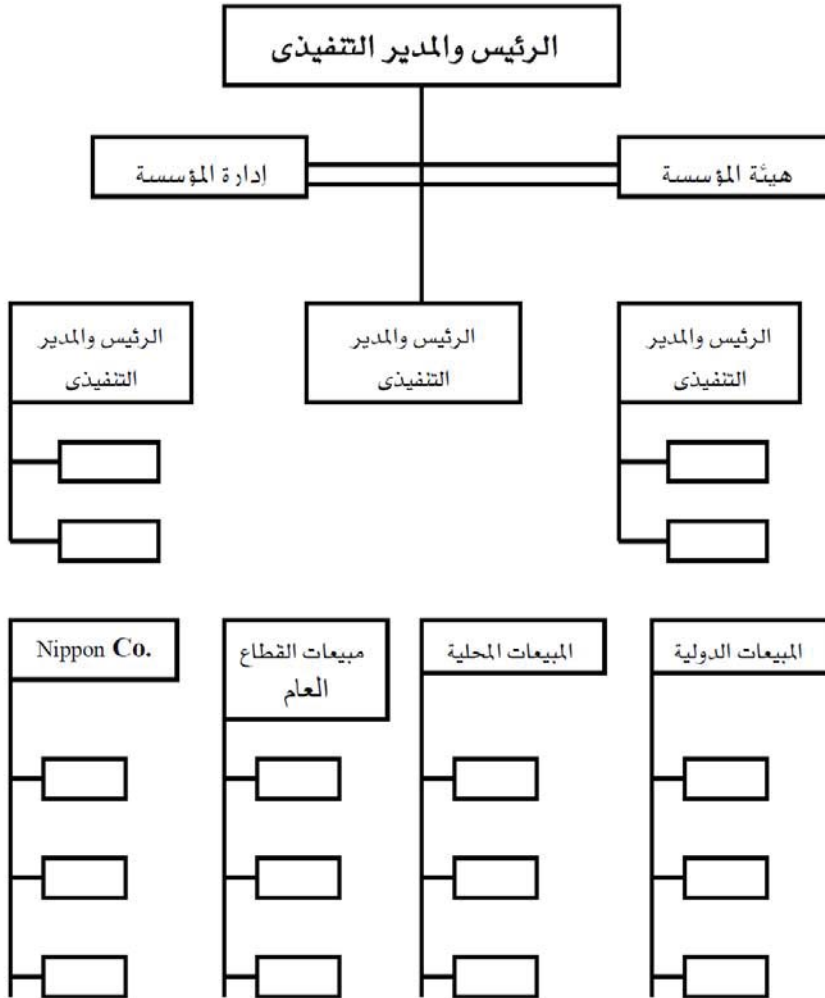 الرئيس والمدير التنفيذى
هيئة المؤسسة
إدارة المؤسسة
الرئيس والمدير
التنفيذى
الرئيس والمدير
التنفيذى
الرئيس والمدير
التنفيذى
المبيعات الدولية
المبيعات المحلية
مبيعات القطاع
العام
Nippon Co.